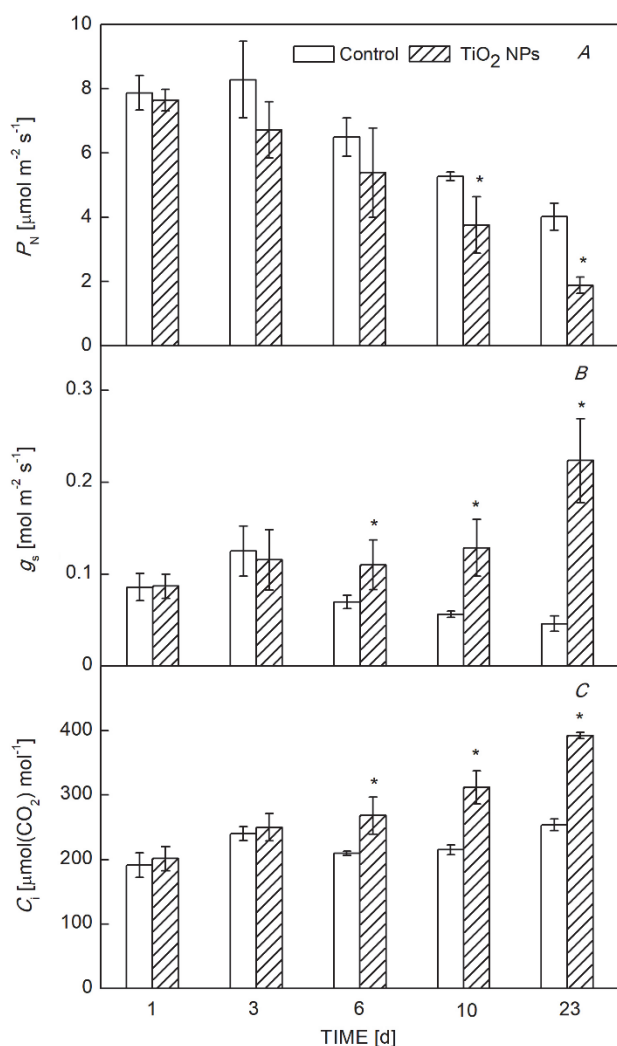 10
Control TiO2 NPs A
8
6
4
2
0
PN [μmol m–2 s–1]
*
*
B
0.3
0.2
0.1
0
gs [mol m–2 s–1]
*
*
*
C
400
300
200
100
0
Ci [μmol(CO2) mol–1]
*
*
*
1 3 6 10 23
TIME [d]